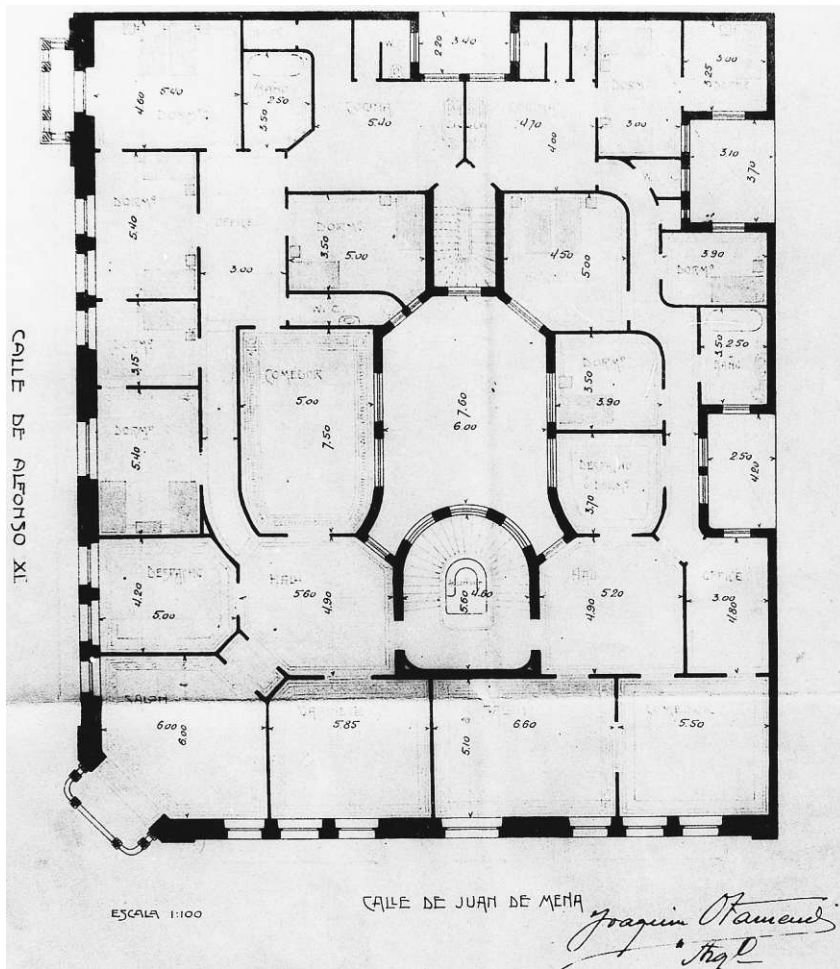 2.20
3.40
4.60
5.40
DORMº
BAÑO
2.50
3.50
COCINA
5.40
COCINA
4.70
4.00
DORMº
3.00
3.00
3.25
3.10
3.70
DORMº
5.40
OFFICE
3.00
DORMº
3.50
5.00
4.50
5.00
3.90
DORMº
W.C.
3.15
COMEDOR
5.00
7.50
7.60
6.00
DORMº
3.50
3.90
3.50
2.50
BAÑO
DORMº
5.40
DESPACHO
3.70
2.50
4.20
DESPACHO
4.20
5.00
HALL
5.60
4.90
5.60
4.60
HALL
4.90
5.20
OFFICE
3.00
4.80
SALON
6.00
6.00
5.85
5.10
6.60
5.50
CALLE DE ALFONSO XI
CALLE DE JUAN DE MENA
ESCALA 1:100
Joaquin Otamendi
Arqº